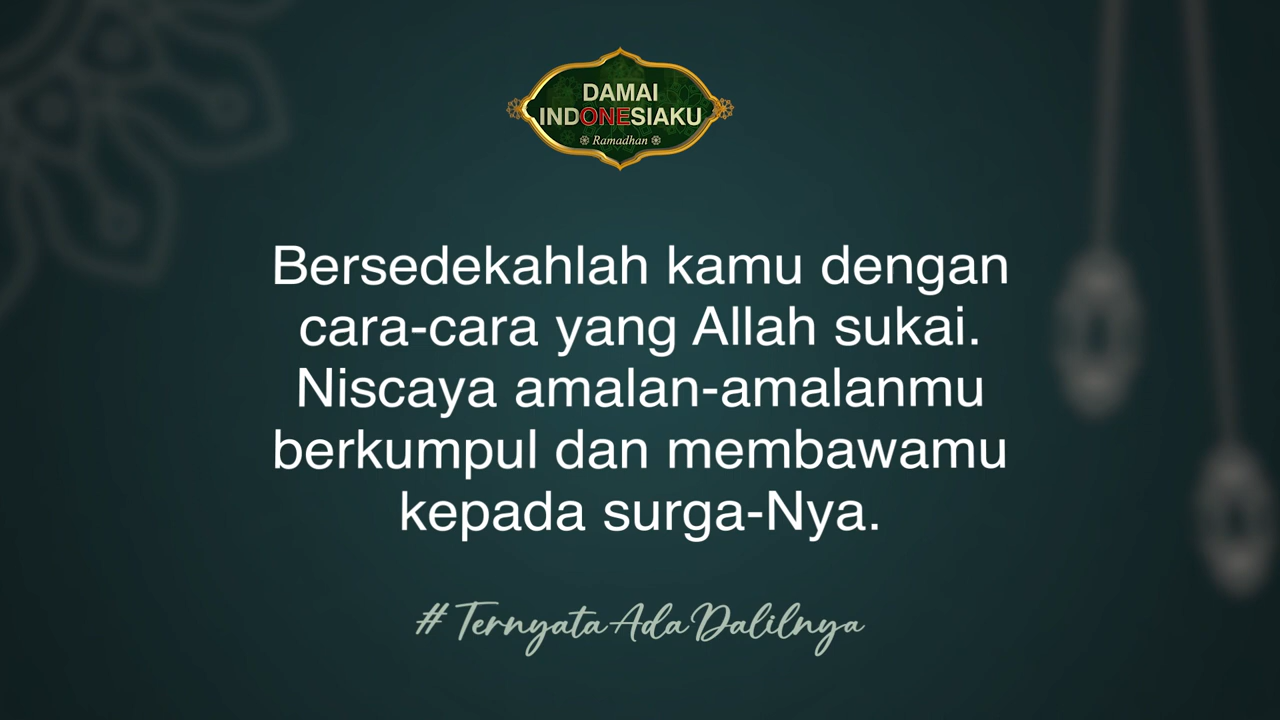 DAMAI
INDONESIAKU
Ramadhan
Bersedekahlah kamu dengan
cara-cara yang Allah sukai.
Niscaya amalan-amalanmu
berkumpul dan membawamu
kepada surga-Nya.
#TernyataAdaDalilnya